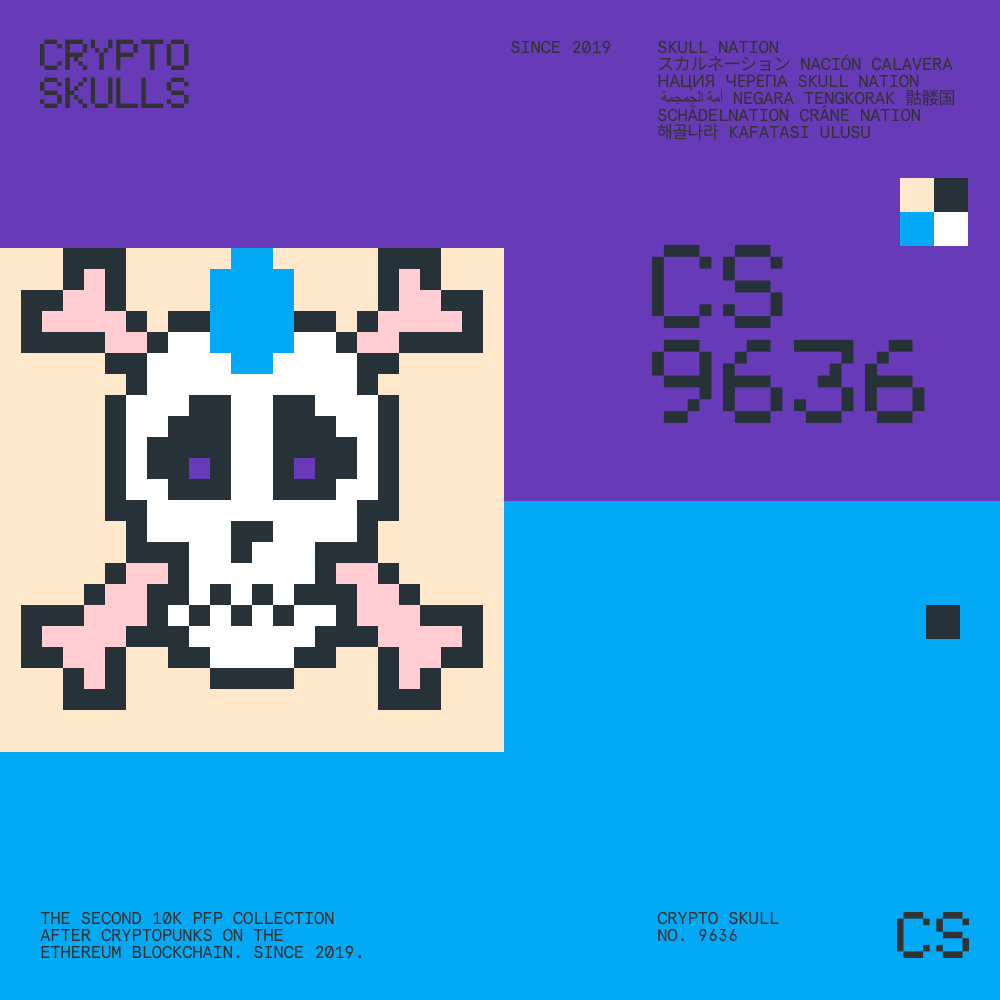 CRYPTO
SKULLS
SINCE 2019
SKULL NATION
スカルネーション NACIÓN CALAVERA
НАЦИЯ ЧЕРЕПА SKULL NATION
أمة الجمجمة NEGARA TENGKORAK 骷髅国
SCHÄDELNATION CRÂNE NATION
해골나라 KAFATASI ULUSU
CS
9636
THE SECOND 10K PFP COLLECTION
AFTER CRYPTOPUNKS ON THE
ETHEREUM BLOCKCHAIN. SINCE 2019.
CRYPTO SKULL
NO. 9636
CS